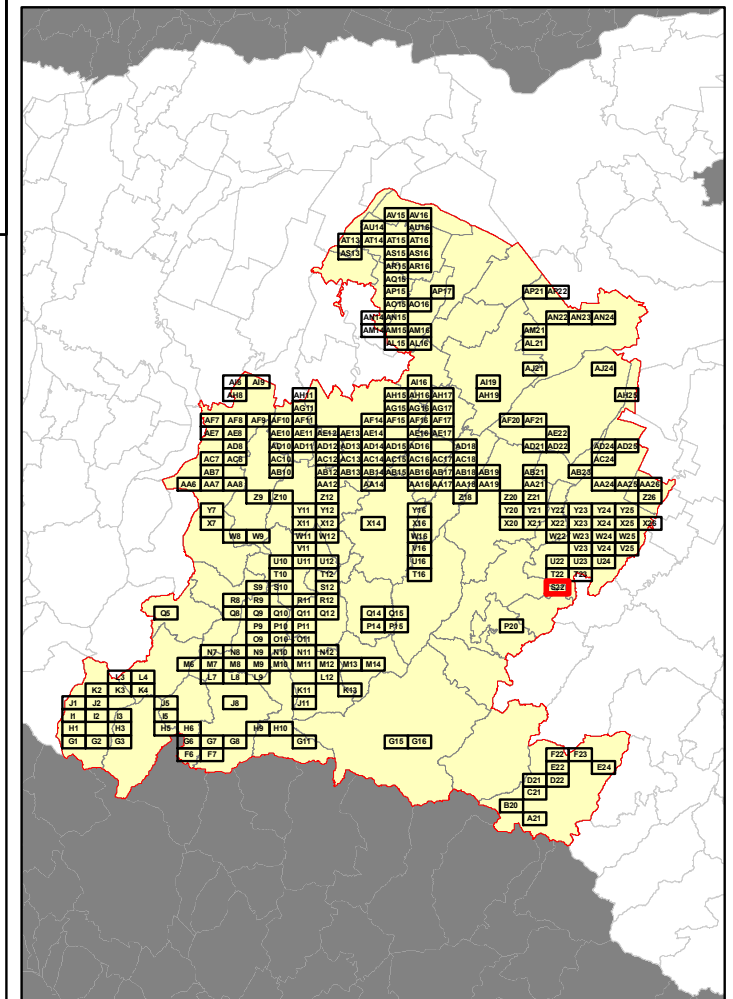 AV15 AV16
AU14 AU16
AT13 AT14 AT15 AT16
AS13 AS15 AS16
AR15 AR16
AQ15
AP15 AP17 AP21 AP22
AO15 AO16
AN14 AN15 AN22 AN23 AN24
AM14 AM15 AM16 AM21
AL15 AL16 AL21
AJ21 AJ24
AI8 AI9 AI16 AI19
AH8 AH11 AH15 AH16 AH17 AH19 AH25
AG11 AG15 AG16 AG17
AF7 AF8 AF9 AF10 AF11 AF14 AF15 AF16 AF17 AF20 AF21
AE7 AE8 AE10 AE11 AE12 AE13 AE14 AE16 AE17 AE22
AD8 AD10 AD11 AD12 AD13 AD14 AD15 AD16 AD18 AD21 AD22 AD24 AD25
AC7 AC8 AC10 AC12 AC13 AC14 AC15 AC16 AC17 AC18 AC24
AB7 AB10 AB12 AB13 AB14 AB15 AB16 AB17 AB18 AB19 AB21 AB23
AA6 AA7 AA8 AA12 AA14 AA16 AA17 AA18 AA19 AA21 AA24 AA25 AA26
Z9 Z10 Z12 Z18 Z20 Z21 Z26
Y7 Y11 Y12 Y16 Y20 Y21 Y22 Y23 Y24 Y25
X7 X11 X12 X14 X16 X20 X21 X22 X23 X24 X25 X26
W8 W9 W11 W12 W16 W22 W23 W24 W25
V11 V16 V23 V24 V25
U10 U11 U12 U16 U22 U23 U24
T10 T12 T16 T22 T23
S9 S10 S12 S22
R8 R9 R11 R12
Q5 Q8 Q9 Q10 Q11 Q12 Q14 Q15
P9 P10 P11 P14 P15 P20
O9 O10 O11
N7 N8 N9 N10 N11 N12
M6 M7 M8 M9 M10 M11 M12 M13 M14
L3 L4 L7 L8 L9 L12
K2 K3 K4 K11 K13
J1 J2 J5 J8 J11
I1 I2 I3 I5
H1 H3 H5 H6 H9 H10
G1 G2 G3 G6 G7 G8 G11 G15 G16
F6 F7 F22 F23
E22 E24
D21 D22
C21
B20
A21